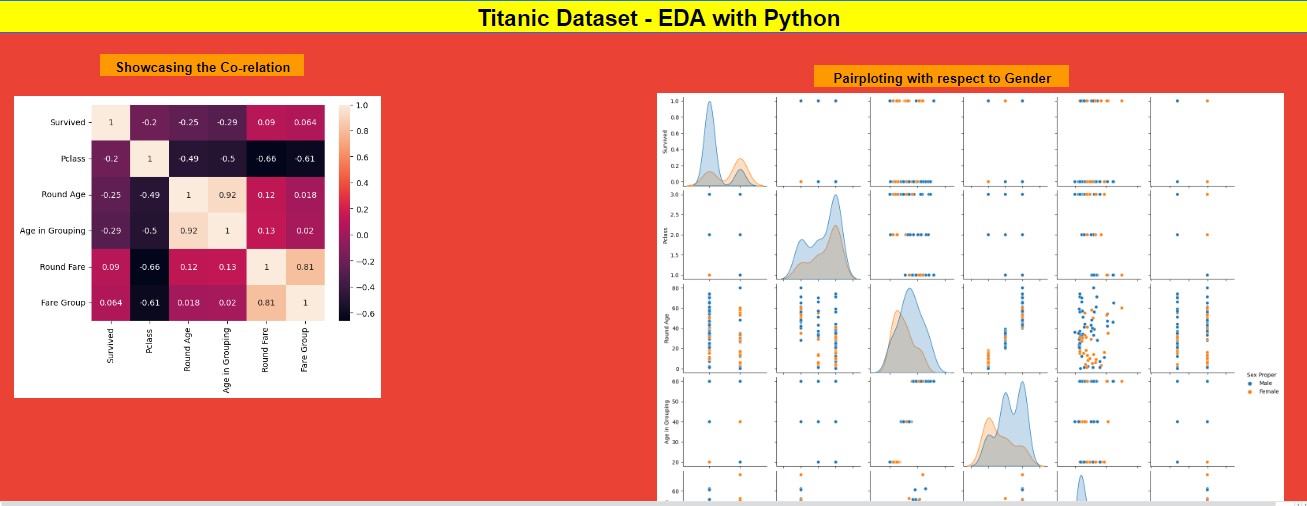 Titanic Dataset - EDA with Python
Showcasing the Co-relation
Survived 1 -0.2 -0.25 -0.29 0.09 0.064
Pclass -0.2 1 -0.49 -0.5 -0.66 -0.61
Round Age -0.25 -0.49 1 0.92 0.12 0.018
Age in Grouping -0.29 -0.5 0.92 1 0.13 0.02
Round Fare 0.09 -0.66 0.12 0.13 1 0.81
Fare Group 0.064 -0.61 0.018 0.02 0.81 1
Survived
Pclass
Round Age
Age in Grouping
Round Fare
Fare Group
1.0
0.8
0.6
0.4
0.2
0.0
−0.2
−0.4
−0.6
Pairploting with respect to Gender
Survived
1.0
0.8
0.6
0.4
0.2
0.0
Pclass
3.0
2.5
2.0
1.5
1.0
Round Age
80
60
40
20
0
Age in Grouping
60
50
40
30
20
60
Sex Proper
Male
Female